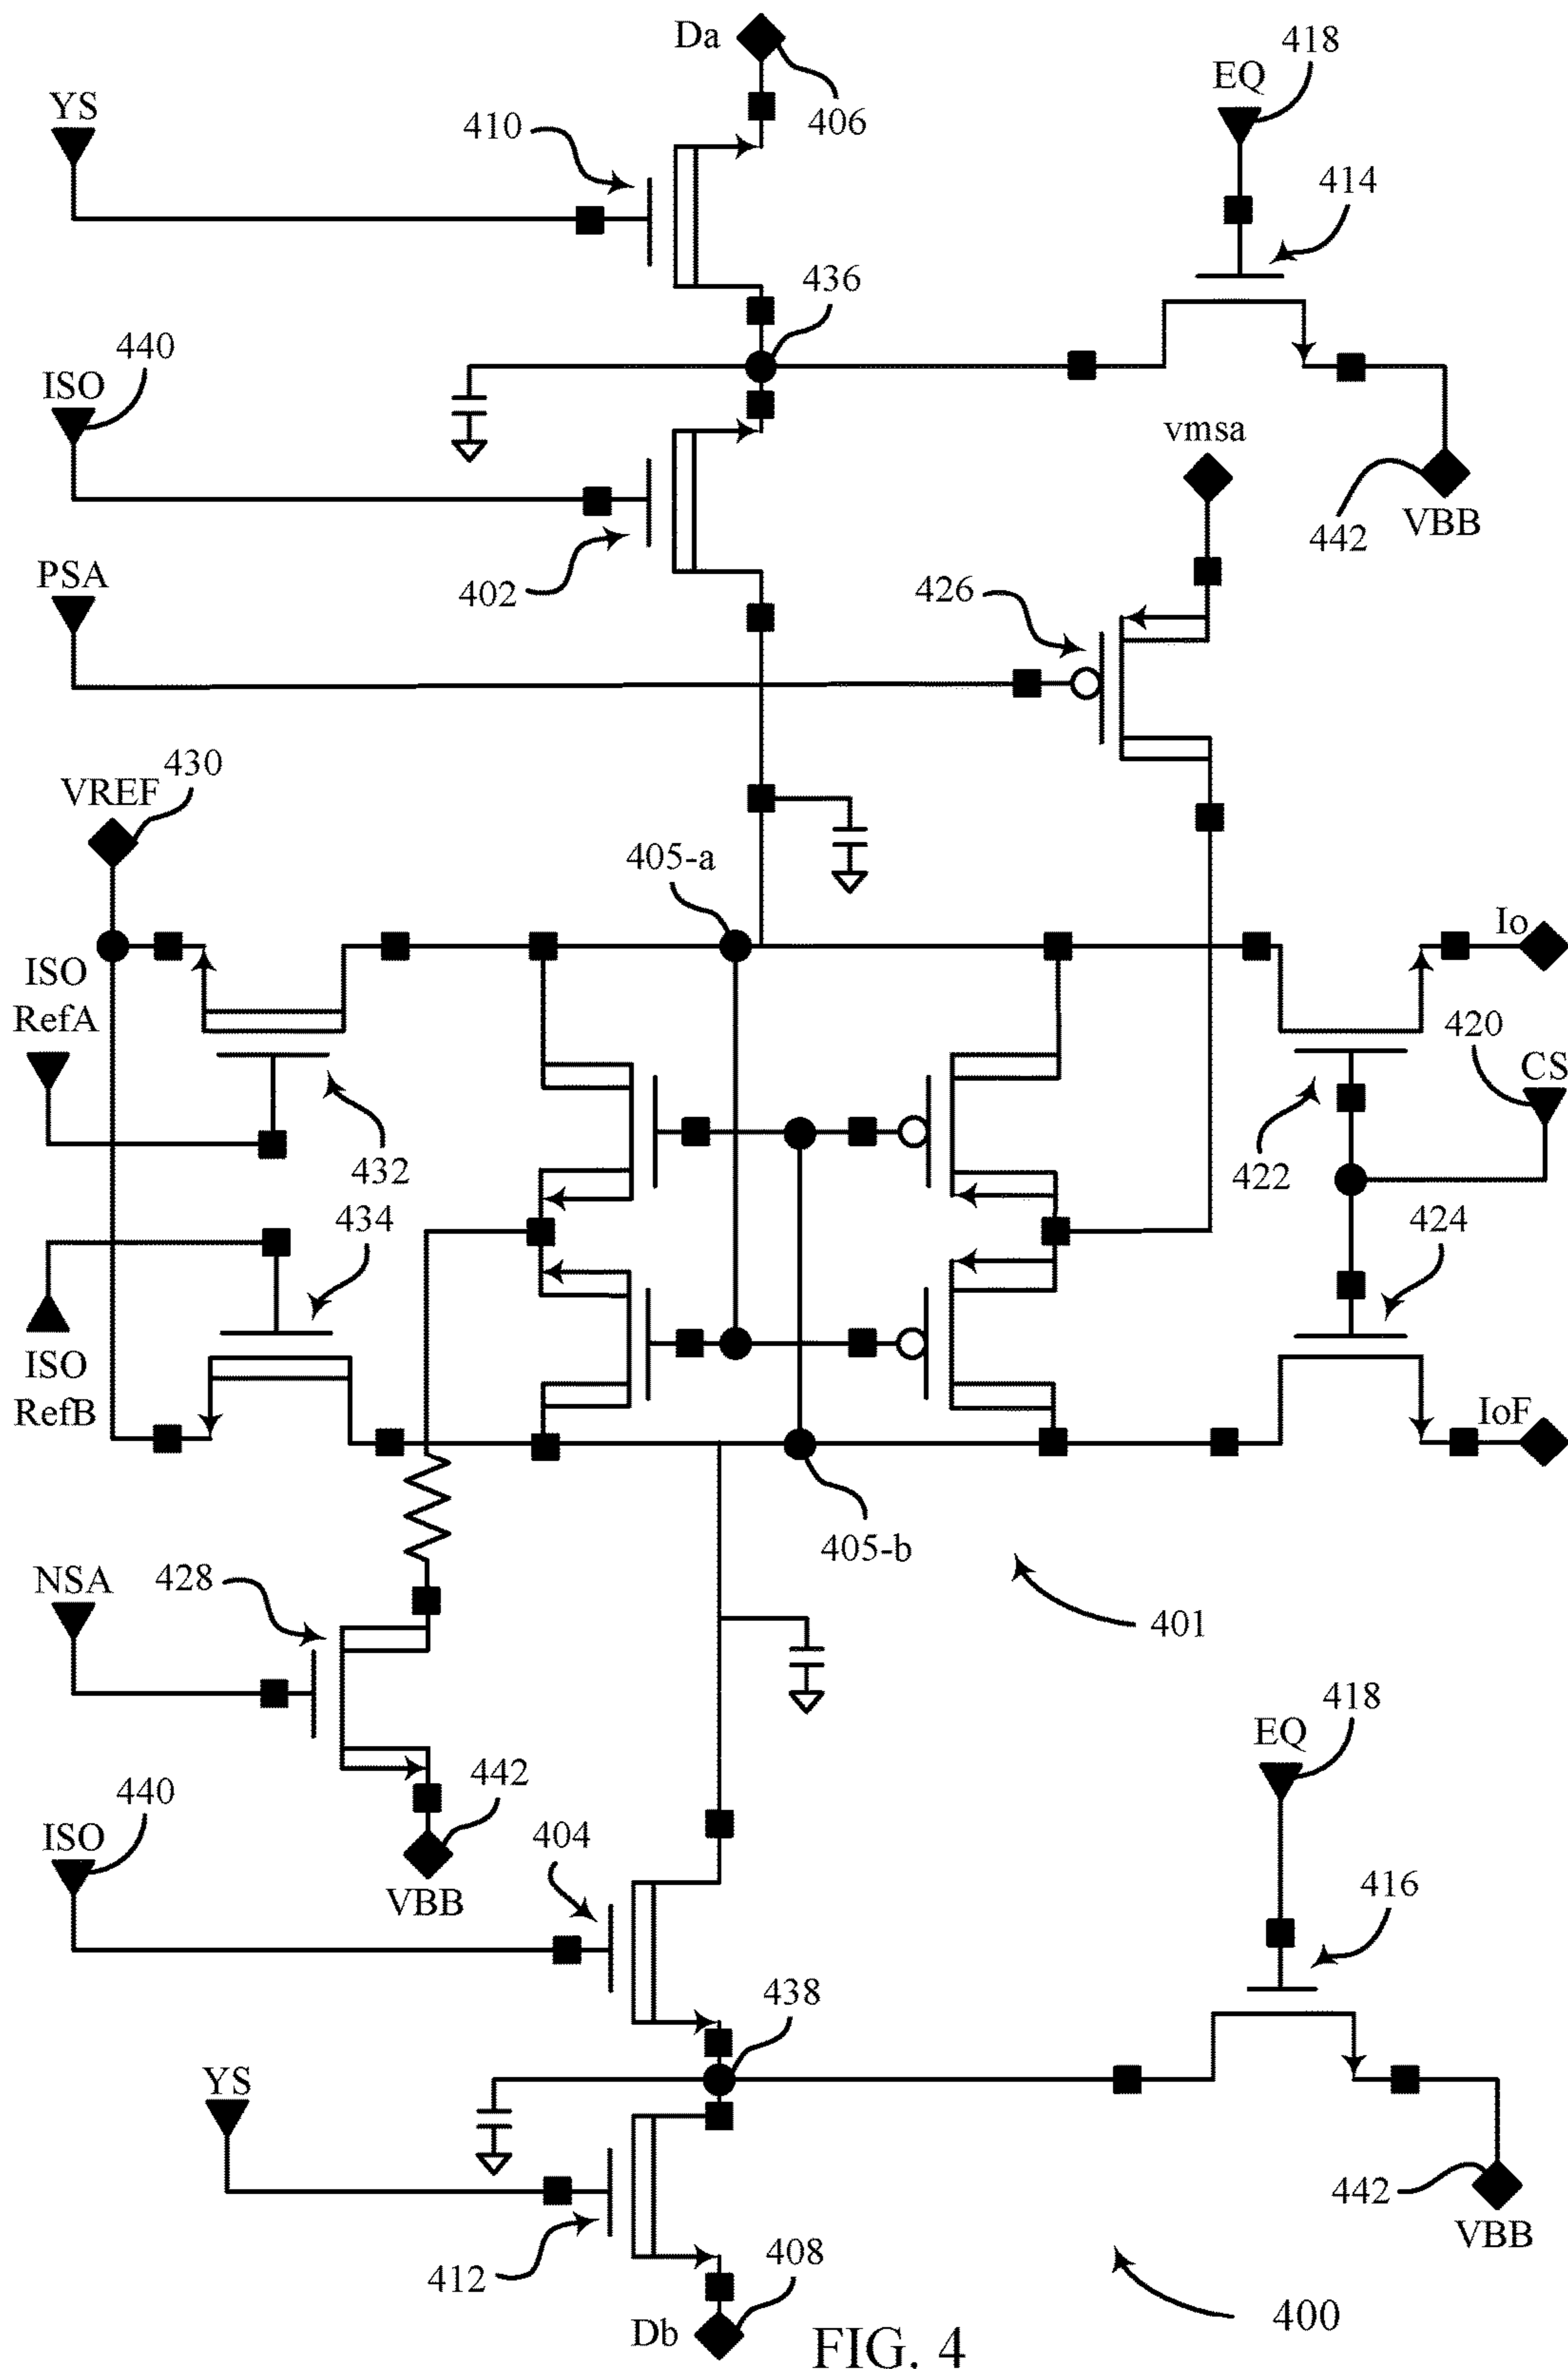 Da
406
418
EQ
YS
410
414
436
440
ISO
vmsa
442
VBB
402
PSA
426
430
VREF
405-a
Io
ISO
RefA
420
CS
432
422
434
424
ISO
RefB
IoF
405-b
NSA
428
401
418
EQ
442
440
ISO
404
VBB
416
438
YS
442
VBB
412
408
400
Db
FIG. 4